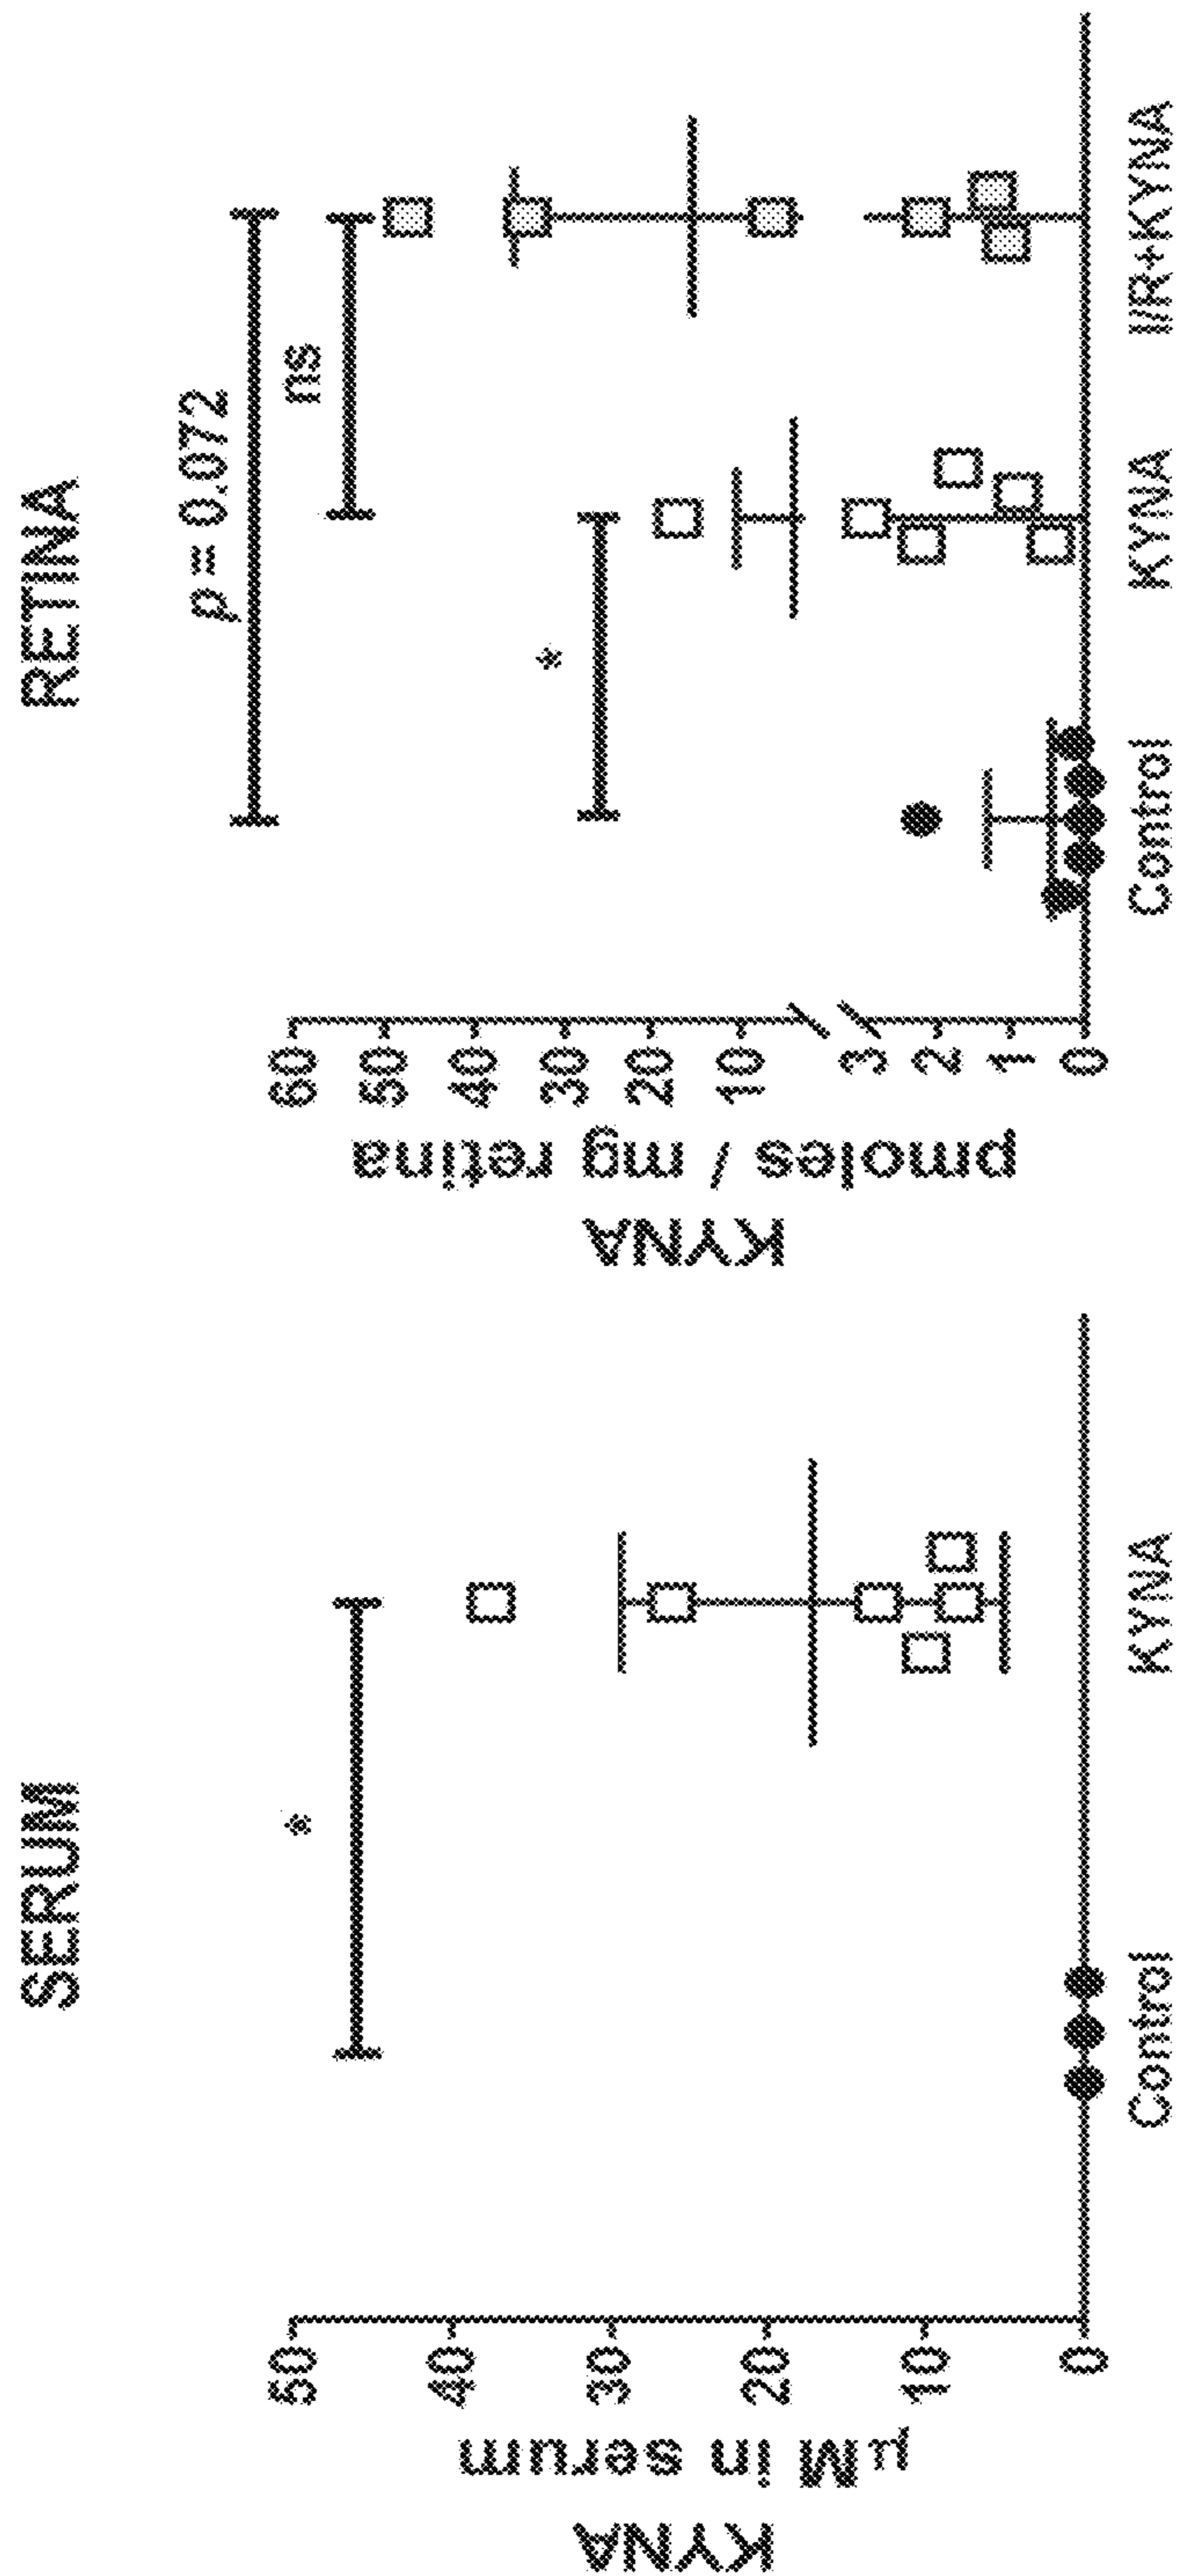 SERUM
*
KYNA
µM in serum
50
40
30
20
10
0
Control
KYNA
RETINA
p = 0.072
ns
*
KYNA
pmoles / mg retina
60
50
40
30
20
10
3
2
1
0
Control
KYNA
I/R+KYNA